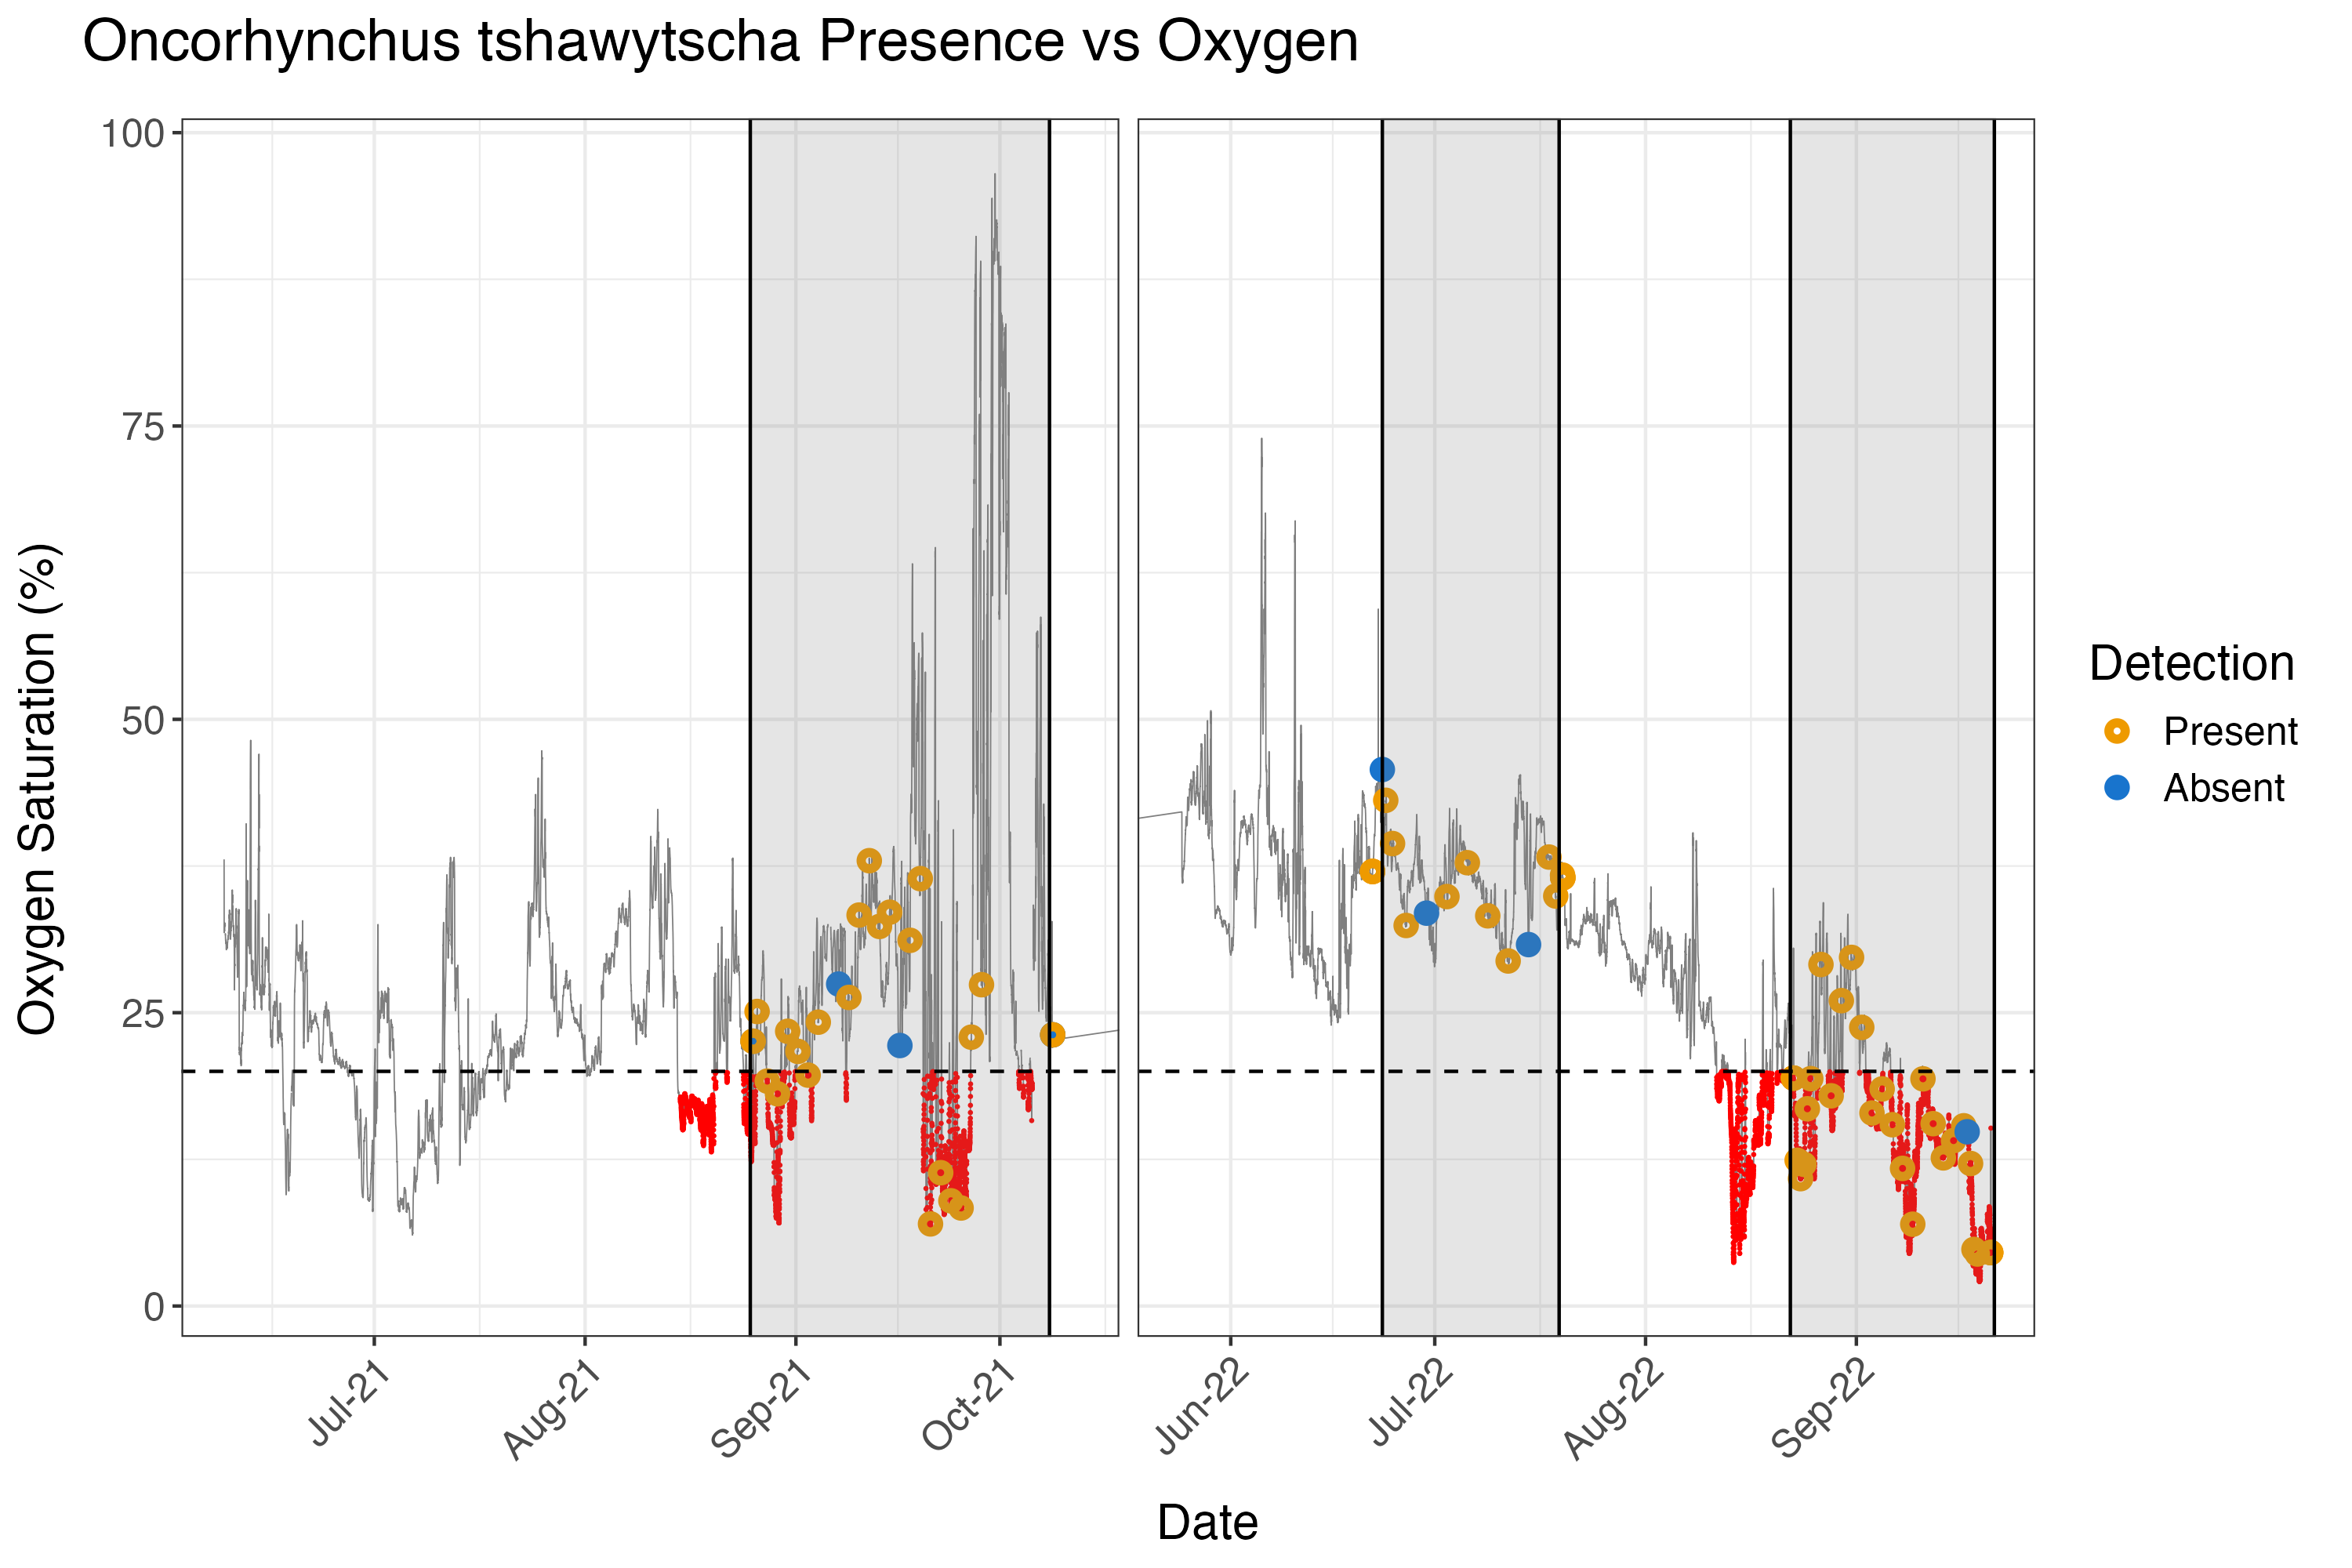 Oncorhynchus tshawytscha Presence vs Oxygen
100
75
50
25
0
Oxygen Saturation (%)
Jul-21
Aug-21
Sep-21
Oct-21
Jun-22
Jul-22
Aug-22
Sep-22
Date
Detection
Present
Absent